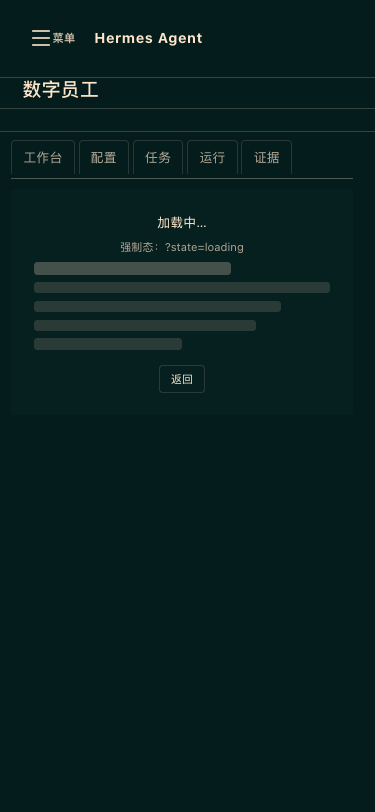 菜单 Hermes Agent
数字员工
工作台 配置 任务 运行 证据
加载中...
强制态：?state=loading
返回